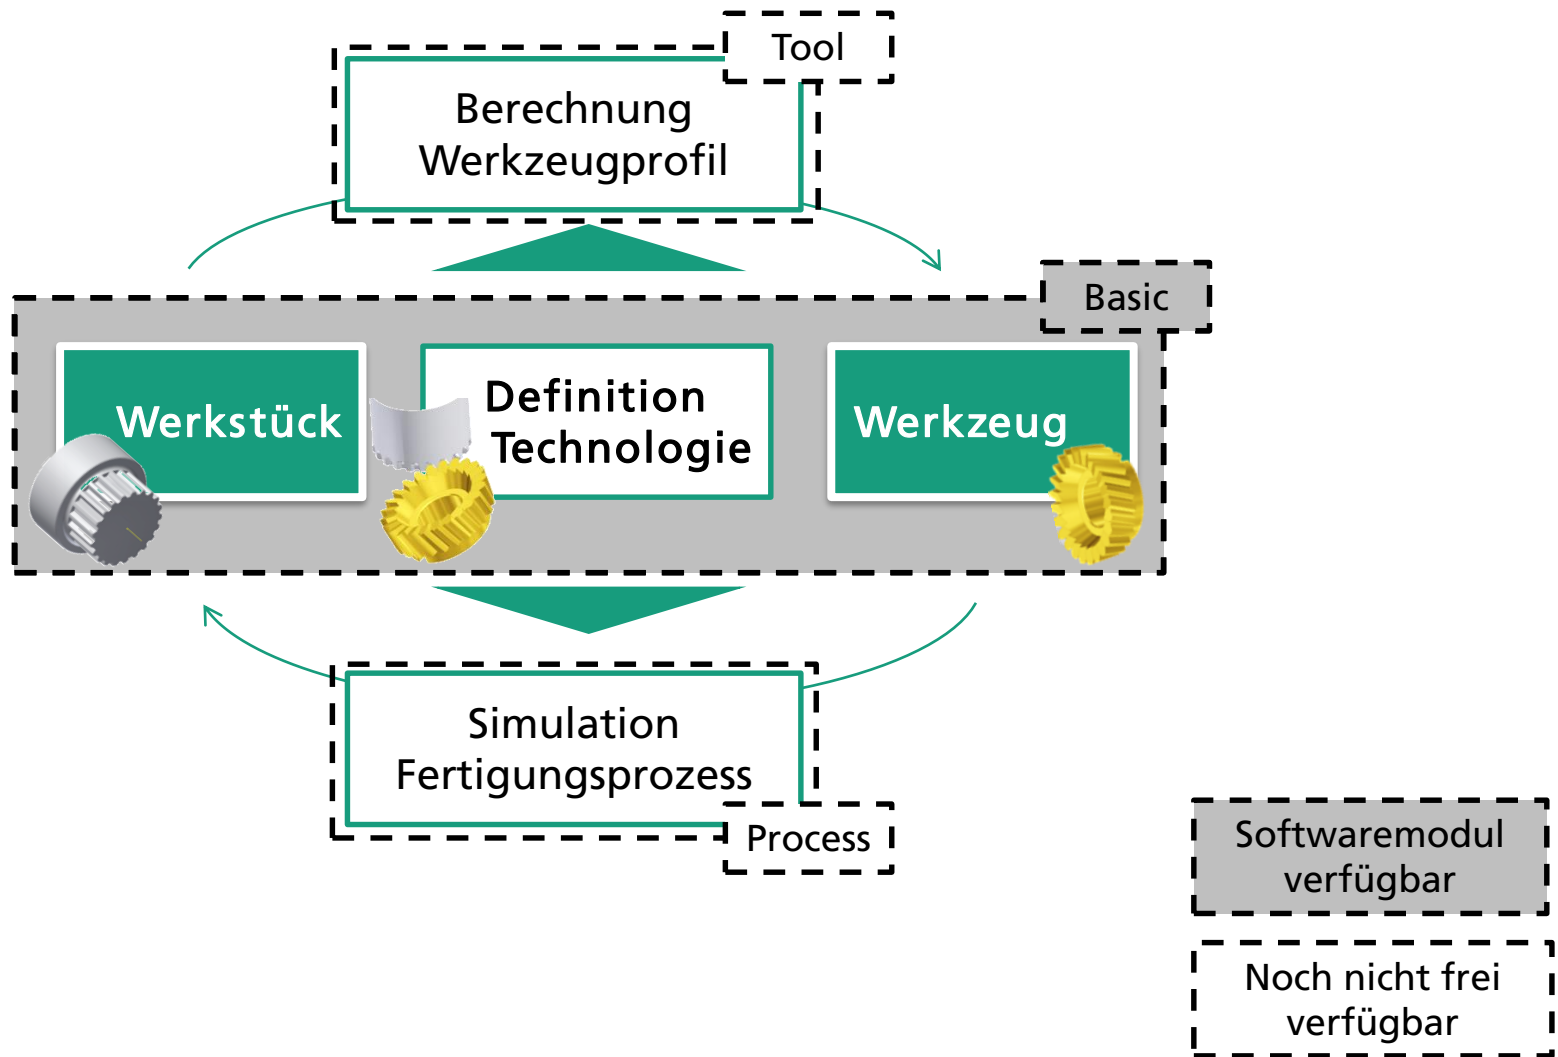 Tool
Berechnung
Werkzeugprofil
Basic
Werkstück
Definition
Technologie
Werkzeug
Simulation
Fertigungsprozess
Process
Softwaremodul
verfügbar
Noch nicht frei
verfügbar